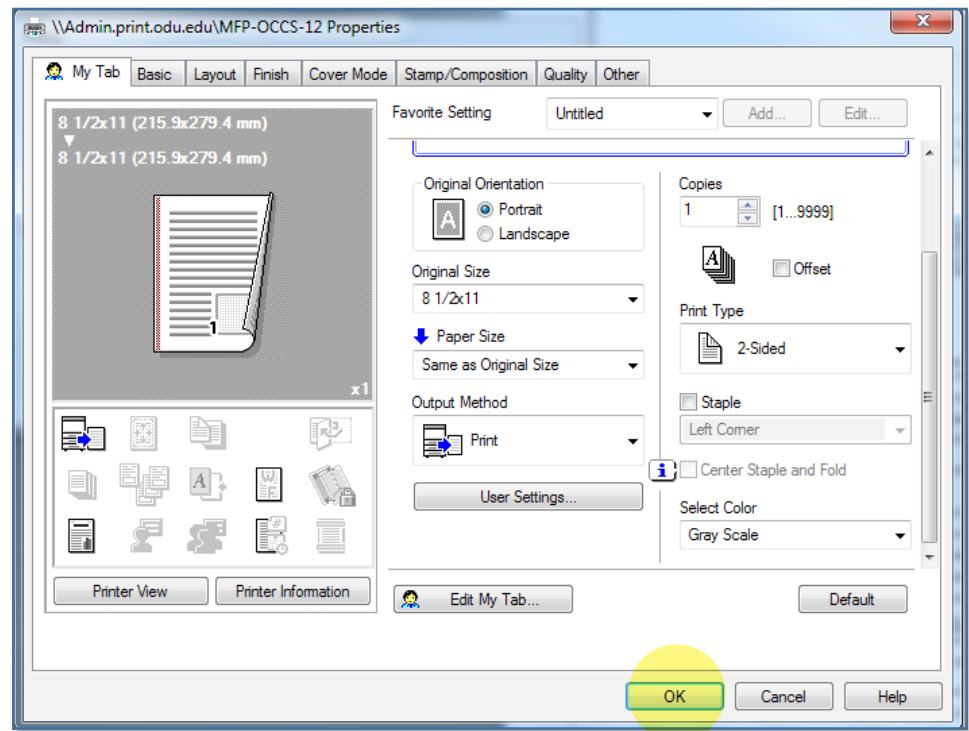 \\Admin.print.odu.edu\MFP-OCCS-12 Properties
My Tab
Basic
Layout
Finish
Cover Mode
Stamp/Composition
Quality
Other
8 1/2x11 (215.9x279.4 mm)
8 1/2x11 (215.9x279.4 mm)
1
x1
Printer View
Printer Information
Favorite Setting
Untitled
Add...
Edit...
Original Orientation
A
Portrait
Landscape
Original Size
8 1/2x11
Paper Size
Same as Original Size
Output Method
Print
User Settings...
Copies
1
[1...9999]
A
Offset
Print Type
2-Sided
Staple
Left Corner
i
Center Staple and Fold
Select Color
Gray Scale
Edit My Tab...
Default
OK
Cancel
Help